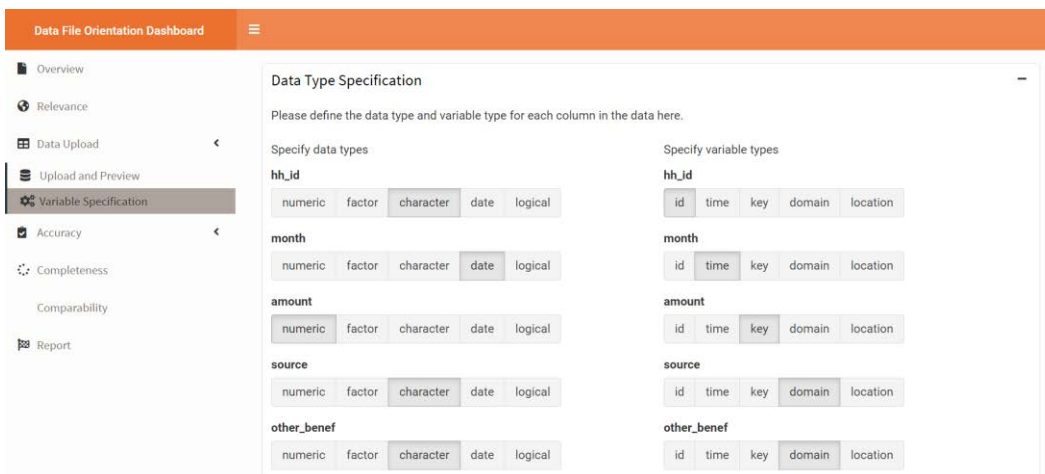 Data File Orientation Dashboard
Overview
Relevance
Data Upload
Upload and Preview
Variable Specification
Accuracy
Completeness
Comparability
Report
Data Type Specification
Please define the data type and variable type for each column in the data here.
Specify data types
hh_id
numeric factor character date logical
month
numeric factor character date logical
amount
numeric factor character date logical
source
numeric factor character date logical
other_benef
numeric factor character date logical
Specify variable types
hh_id
id time key domain location
month
id time key domain location
amount
id time key domain location
source
id time key domain location
other_benef
id time key domain location